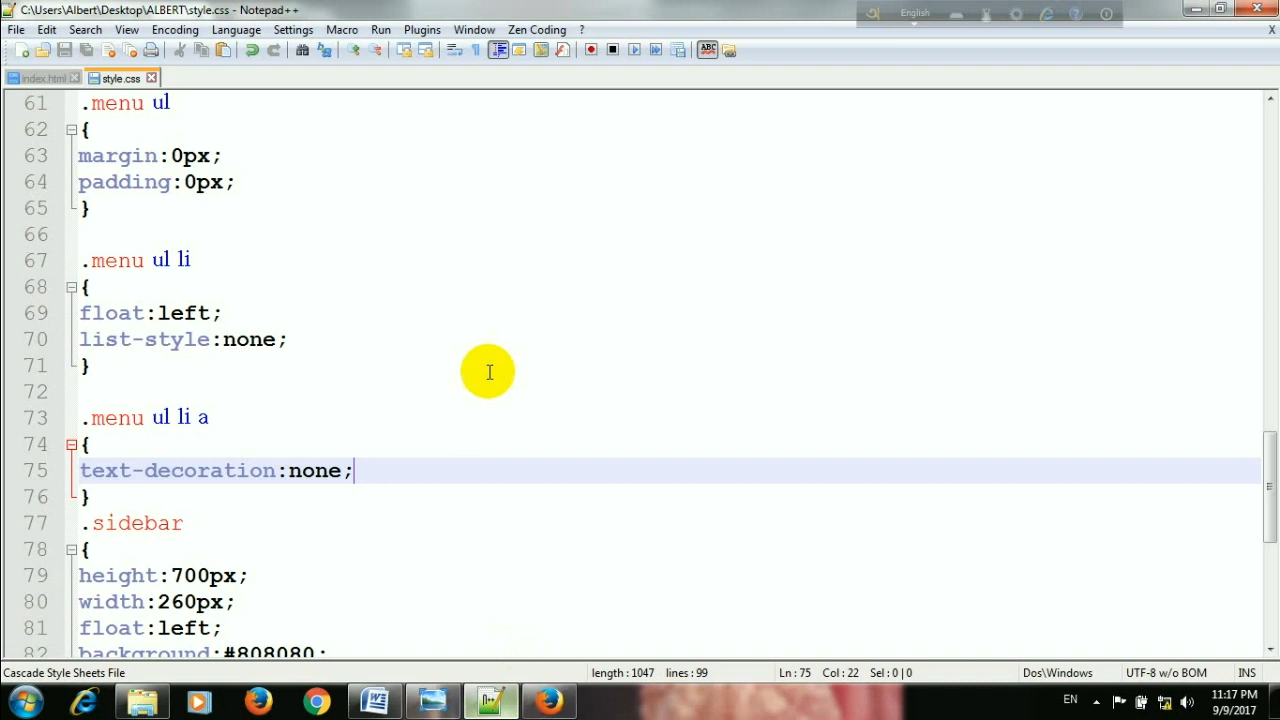 C:\Users\Albert\Desktop\ALBERT\style.css - Notepad++
English
File Edit Search View Encoding Language Settings Macro Run Plugins Window Zen Coding ? X
ABC
index.html style.css
61 .menu ul
62 {
63 margin:0px;
64 padding:0px;
65 }
66
67 .menu ul li
68 {
69 float:left;
70 list-style:none;
71 }
72
73 .menu ul li a
74 {
75 text-decoration:none;
76 }
77 .sidebar
78 {
79 height:700px;
80 width:260px;
81 float:left;
82 background:#808080;
Cascade Style Sheets File length : 1047 lines : 99 Ln : 75 Col : 22 Sel : 0 | 0 Dos\Windows UTF-8 w/o BOM INS
EN 11:17 PM
9/9/2017